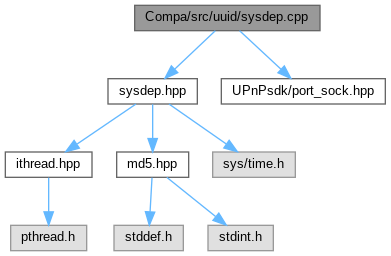 Compa/src/uuid/sysdep.cpp
sysdep.hpp
UPnPsdk/port_sock.hpp
ithread.hpp
md5.hpp
sys/time.h
pthread.h
stddef.h
stdint.h